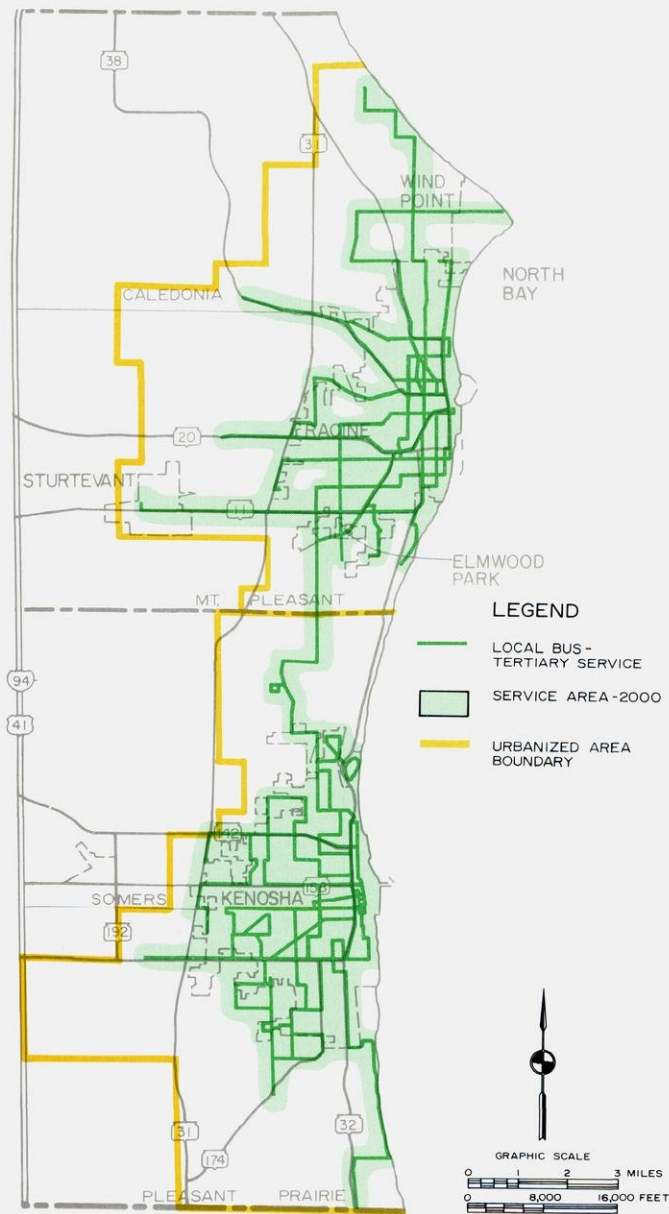 38
31
WIND
POINT
NORTH
BAY
CALEDONIA
20
RACINE
STURTEVANT
11
ELMWOOD
PARK
MT. PLEASANT
LEGEND
LOCAL BUS-
TERTIARY SERVICE
94
SERVICE AREA-2000
41
URBANIZED AREA
BOUNDARY
142
158
SOMERS
KENOSHA
192
31
32
174
PLEASANT PRAIRIE
GRAPHIC SCALE
0 1 2 3 MILES
0 8,000 16,000 FEET